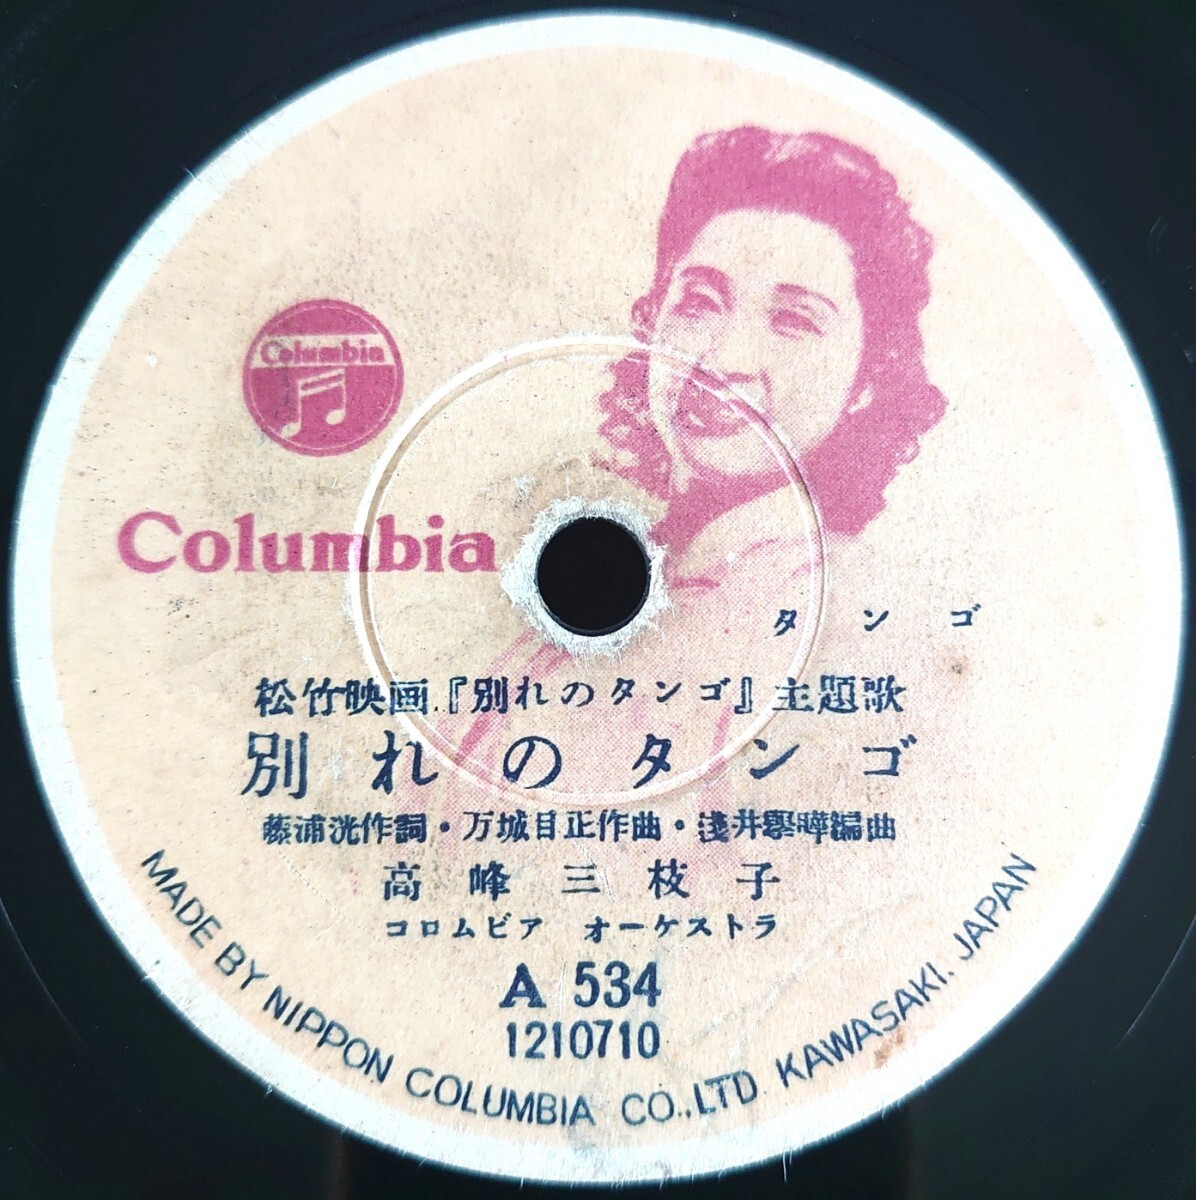 Columbia
Columbia
タンゴ
松竹映画『別れのタンゴ』主題歌
別れのタンゴ
藤浦洸作詞・万城目正作曲・浅井擧曄編曲
高峰三枝子
コロムビア オーケストラ
A 534
1210710
MADE BY NIPPON COLUMBIA CO.,LTD. KAWASAKI. JAPAN